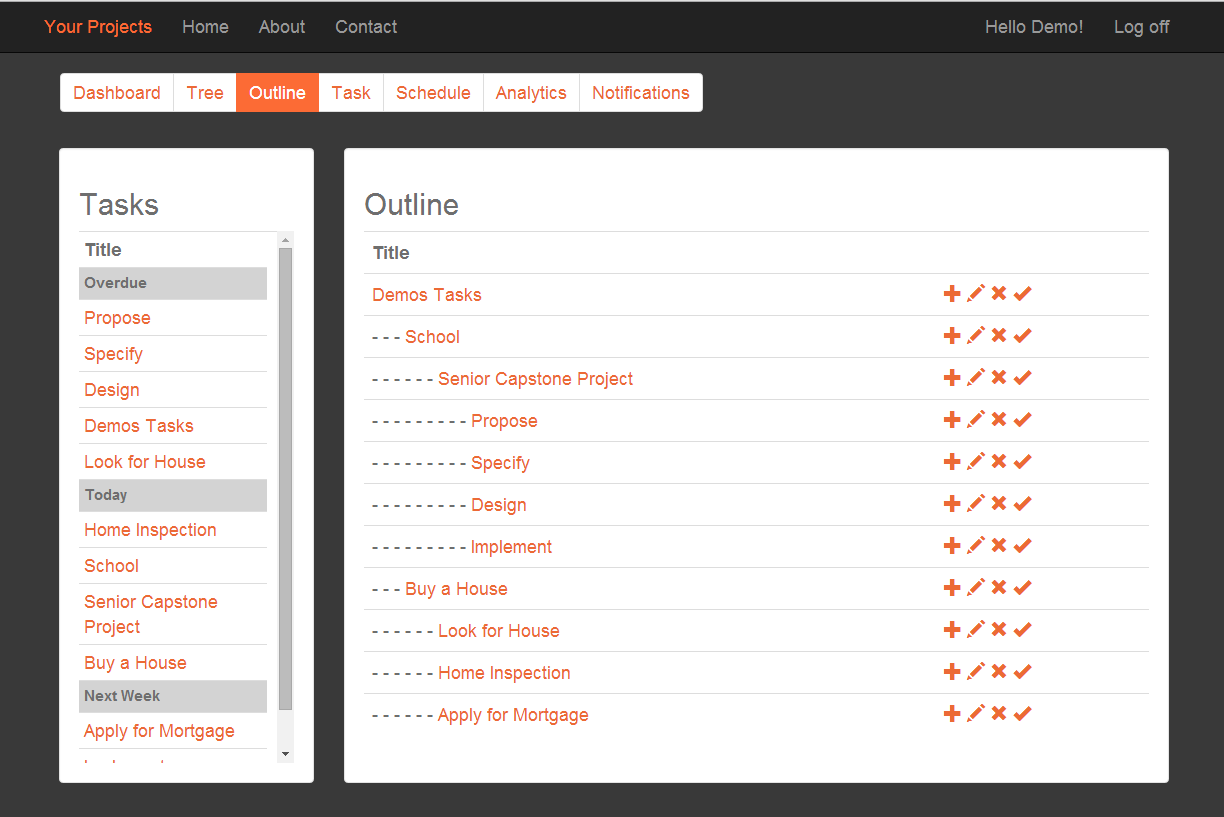 Your Projects Home About Contact Hello Demo! Log off
Dashboard Tree Outline Task Schedule Analytics Notifications
Tasks
Title
Overdue
Propose
Specify
Design
Demos Tasks
Look for House
Today
Home Inspection
School
Senior Capstone
Project
Buy a House
Next Week
Apply for Mortgage
Outline
Title
Demos Tasks
- - - School
- - - - - - Senior Capstone Project
- - - - - - - - - Propose
- - - - - - - - - Specify
- - - - - - - - - Design
- - - - - - - - - Implement
- - - Buy a House
- - - - - - Look for House
- - - - - - Home Inspection
- - - - - - Apply for Mortgage